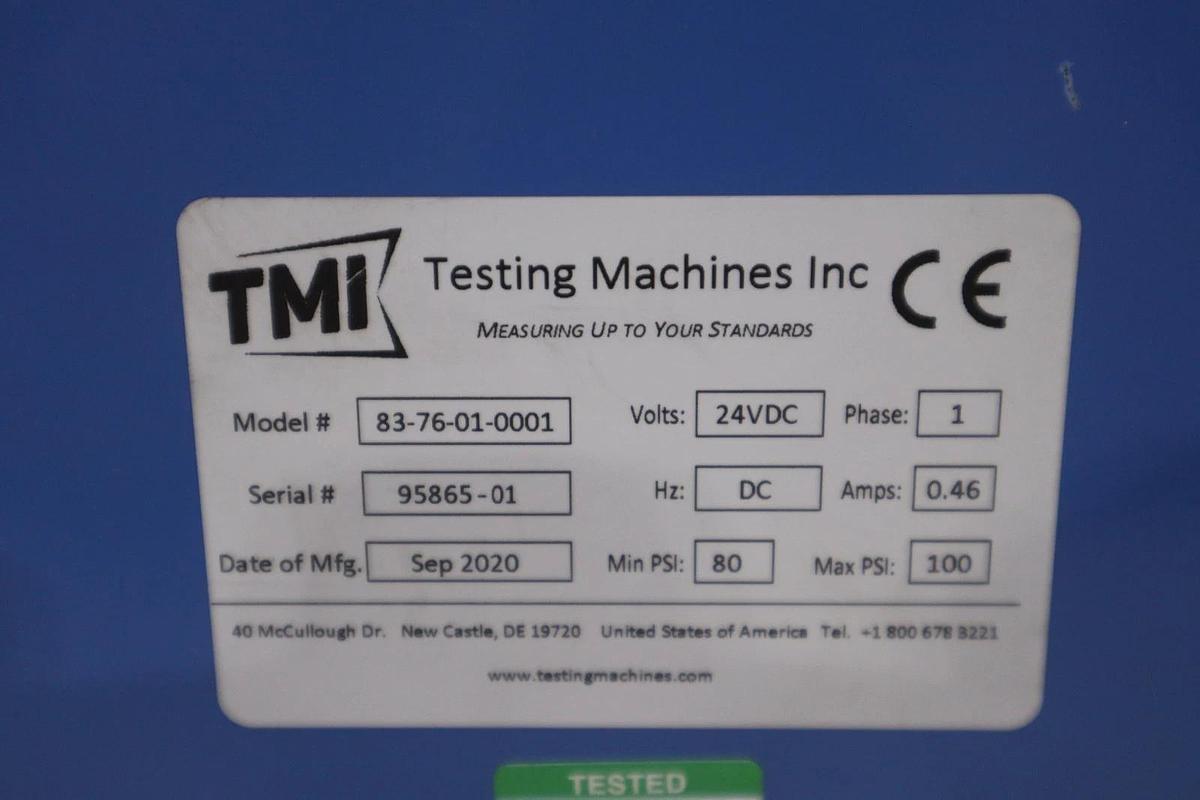 TMI Testing Machines Inc CE
MEASURING UP TO YOUR STANDARDS
Model # 83-76-01-0001 Volts: 24VDC Phase: 1
Serial # 95865-01 Hz: DC Amps: 0.46
Date of Mfg. Sep 2020 Min PSI: 80 Max PSI: 100
40 McCullough Dr. New Castle, DE 19720 United States of America Tel. +1 800 678 3221
www.testingmachines.com
TESTED